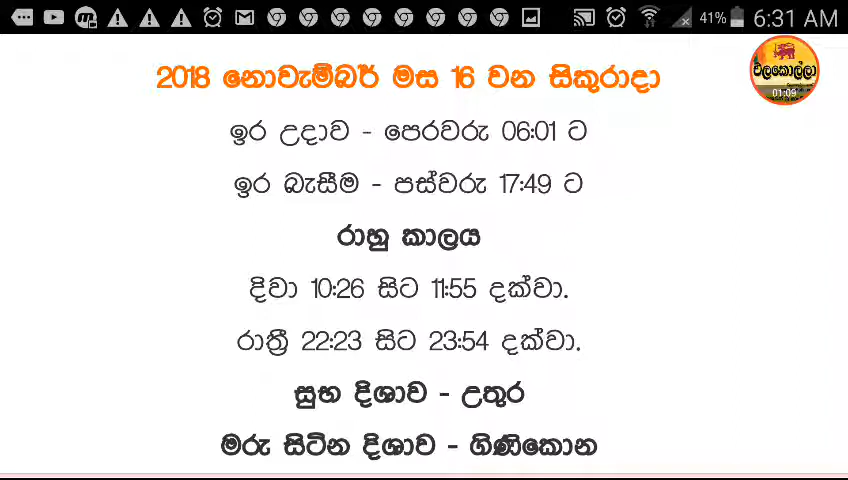 41% 6:31 AM
එලකොල්ලා
01:09
2018 නොවැම්බර් මස 16 වන සිකුරාදා
ඉර උදාව - පෙරවරු 06:01 ට
ඉර බැසීම - පස්වරු 17:49 ට
රාහු කාලය
දිවා 10:26 සිට 11:55 දක්වා.
රාත්‍රී 22:23 සිට 23:54 දක්වා.
සුභ දිශාව - උතුර
මරු සිටින දිශාව - ගිණිකොන